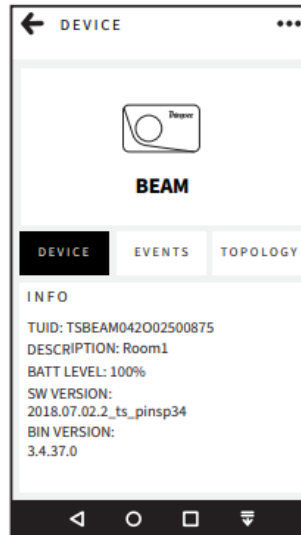 DEVICE
Thingsee
BEAM
DEVICE EVENTS TOPOLOGY
INFO
TUID: TSBEAM042O02500875
DESCRIPTION: Room1
BATT LEVEL: 100%
SW VERSION:
2018.07.02.2_ts_pinsp34
BIN VERSION:
3.4.37.0